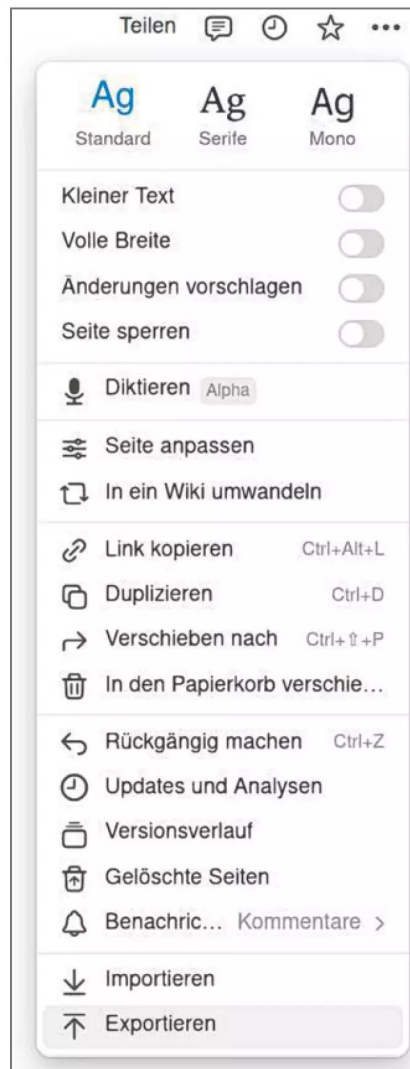 Teilen
Ag Ag Ag
Standard Serife Mono
Kleiner Text
Volle Breite
Änderungen vorschlagen
Seite sperren
Diktieren Alpha
Seite anpassen
In ein Wiki umwandeln
Link kopieren Ctrl+Alt+L
Duplizieren Ctrl+D
Verschieben nach Ctrl+⇧+P
In den Papierkorb verschie...
Rückgängig machen Ctrl+Z
Updates und Analysen
Versionsverlauf
Gelöschte Seiten
Benachric... Kommentare >
Importieren
Exportieren